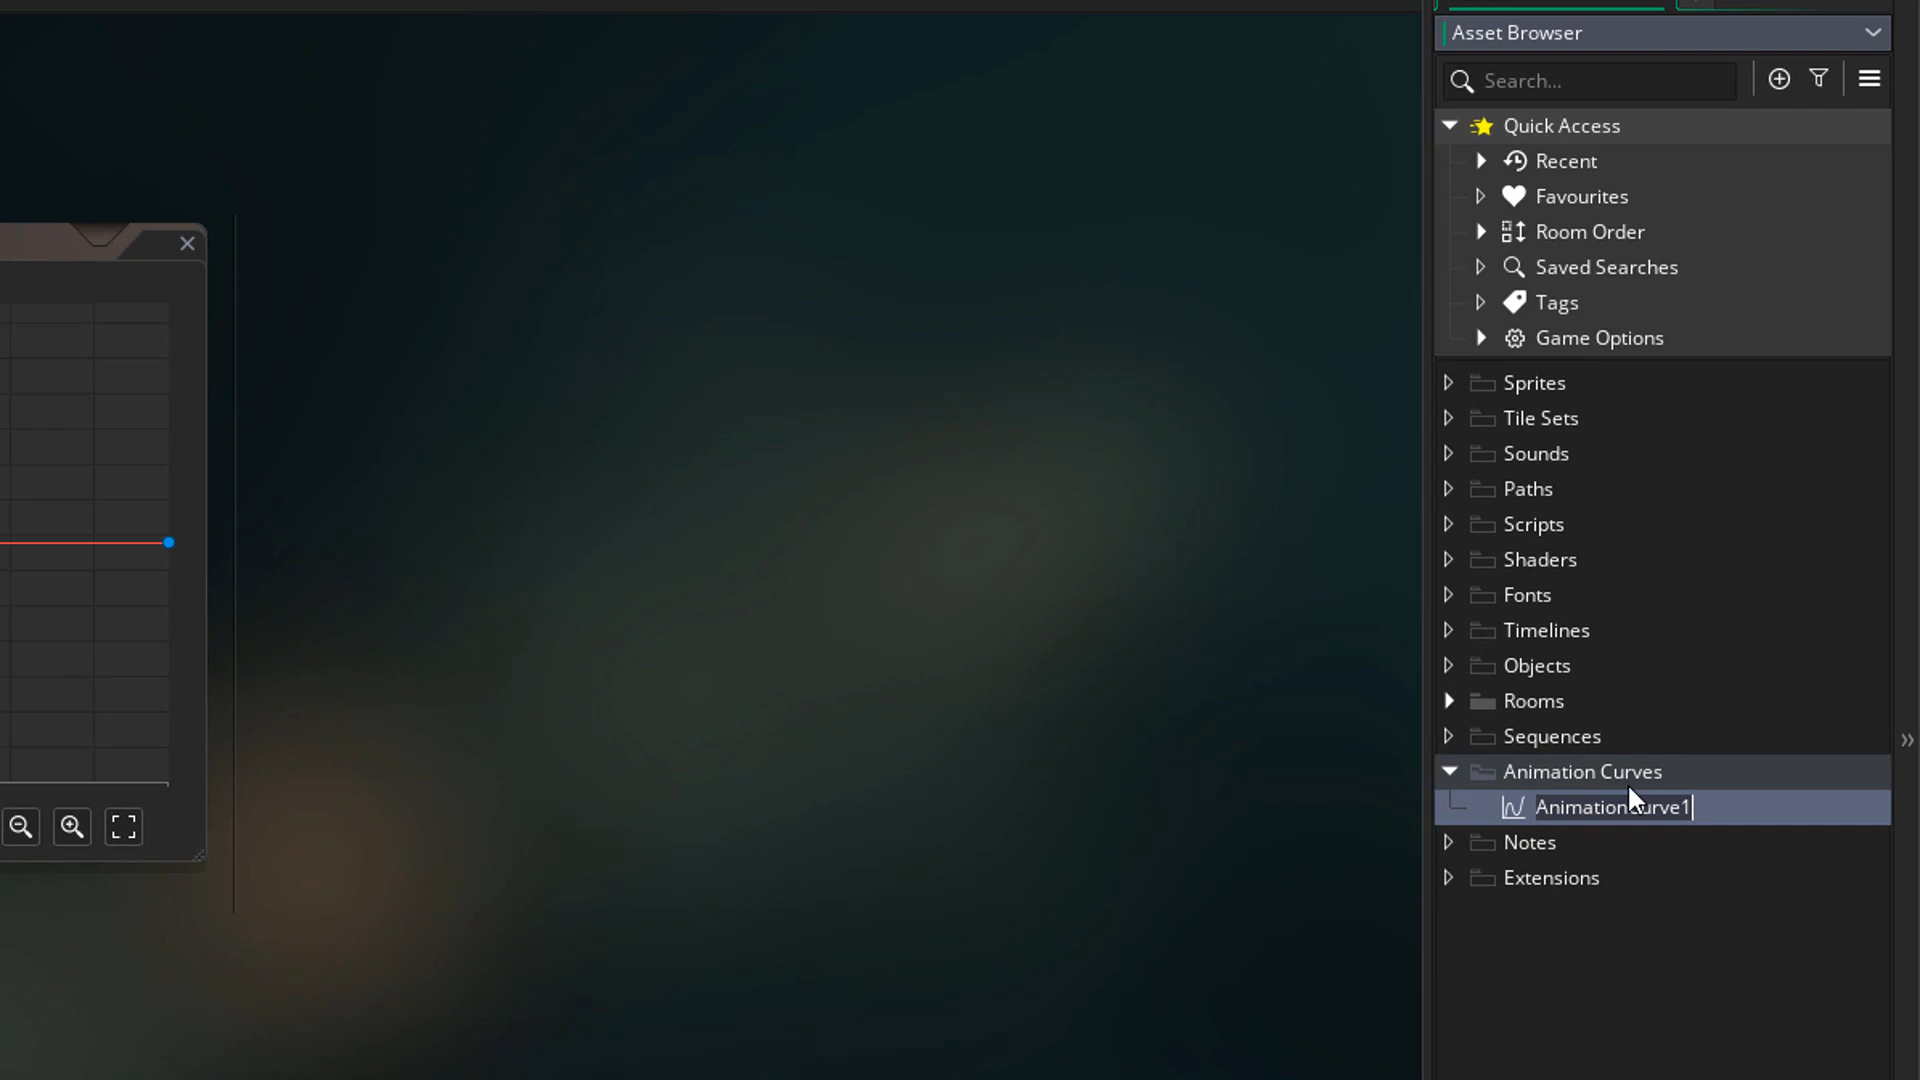 Asset Browser
Search...
Quick Access
Recent
Favourites
Room Order
Saved Searches
Tags
Game Options
Sprites
Tile Sets
Sounds
Paths
Scripts
Shaders
Fonts
Timelines
Objects
Rooms
Sequences
Animation Curves
AnimationCurve1
Notes
Extensions